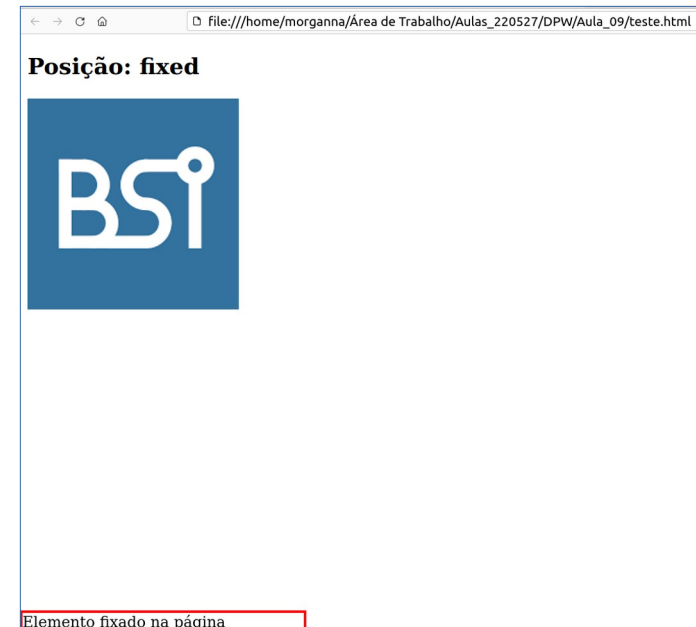 file:///home/morganna/Área de Trabalho/Aulas_220527/DPW/Aula_09/teste.html
Posição: fixed
BSI
Elemento fixado na página